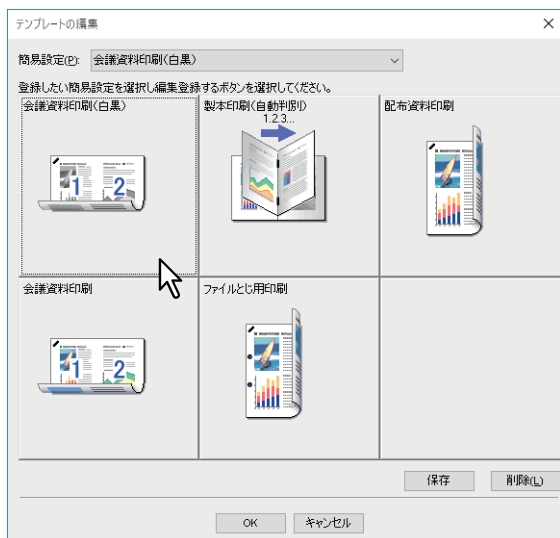 テンプレートの編集
簡易設定(P): 会議資料印刷(白黒)
登録したい簡易設定を選択し編集登録するボタンを選択してください。
会議資料印刷(白黒)
1 2
製本印刷(自動判別)
1.2.3...
配布資料印刷
会議資料印刷
1 2
ファイルとじ用印刷
保存 削除(L)
OK キャンセル